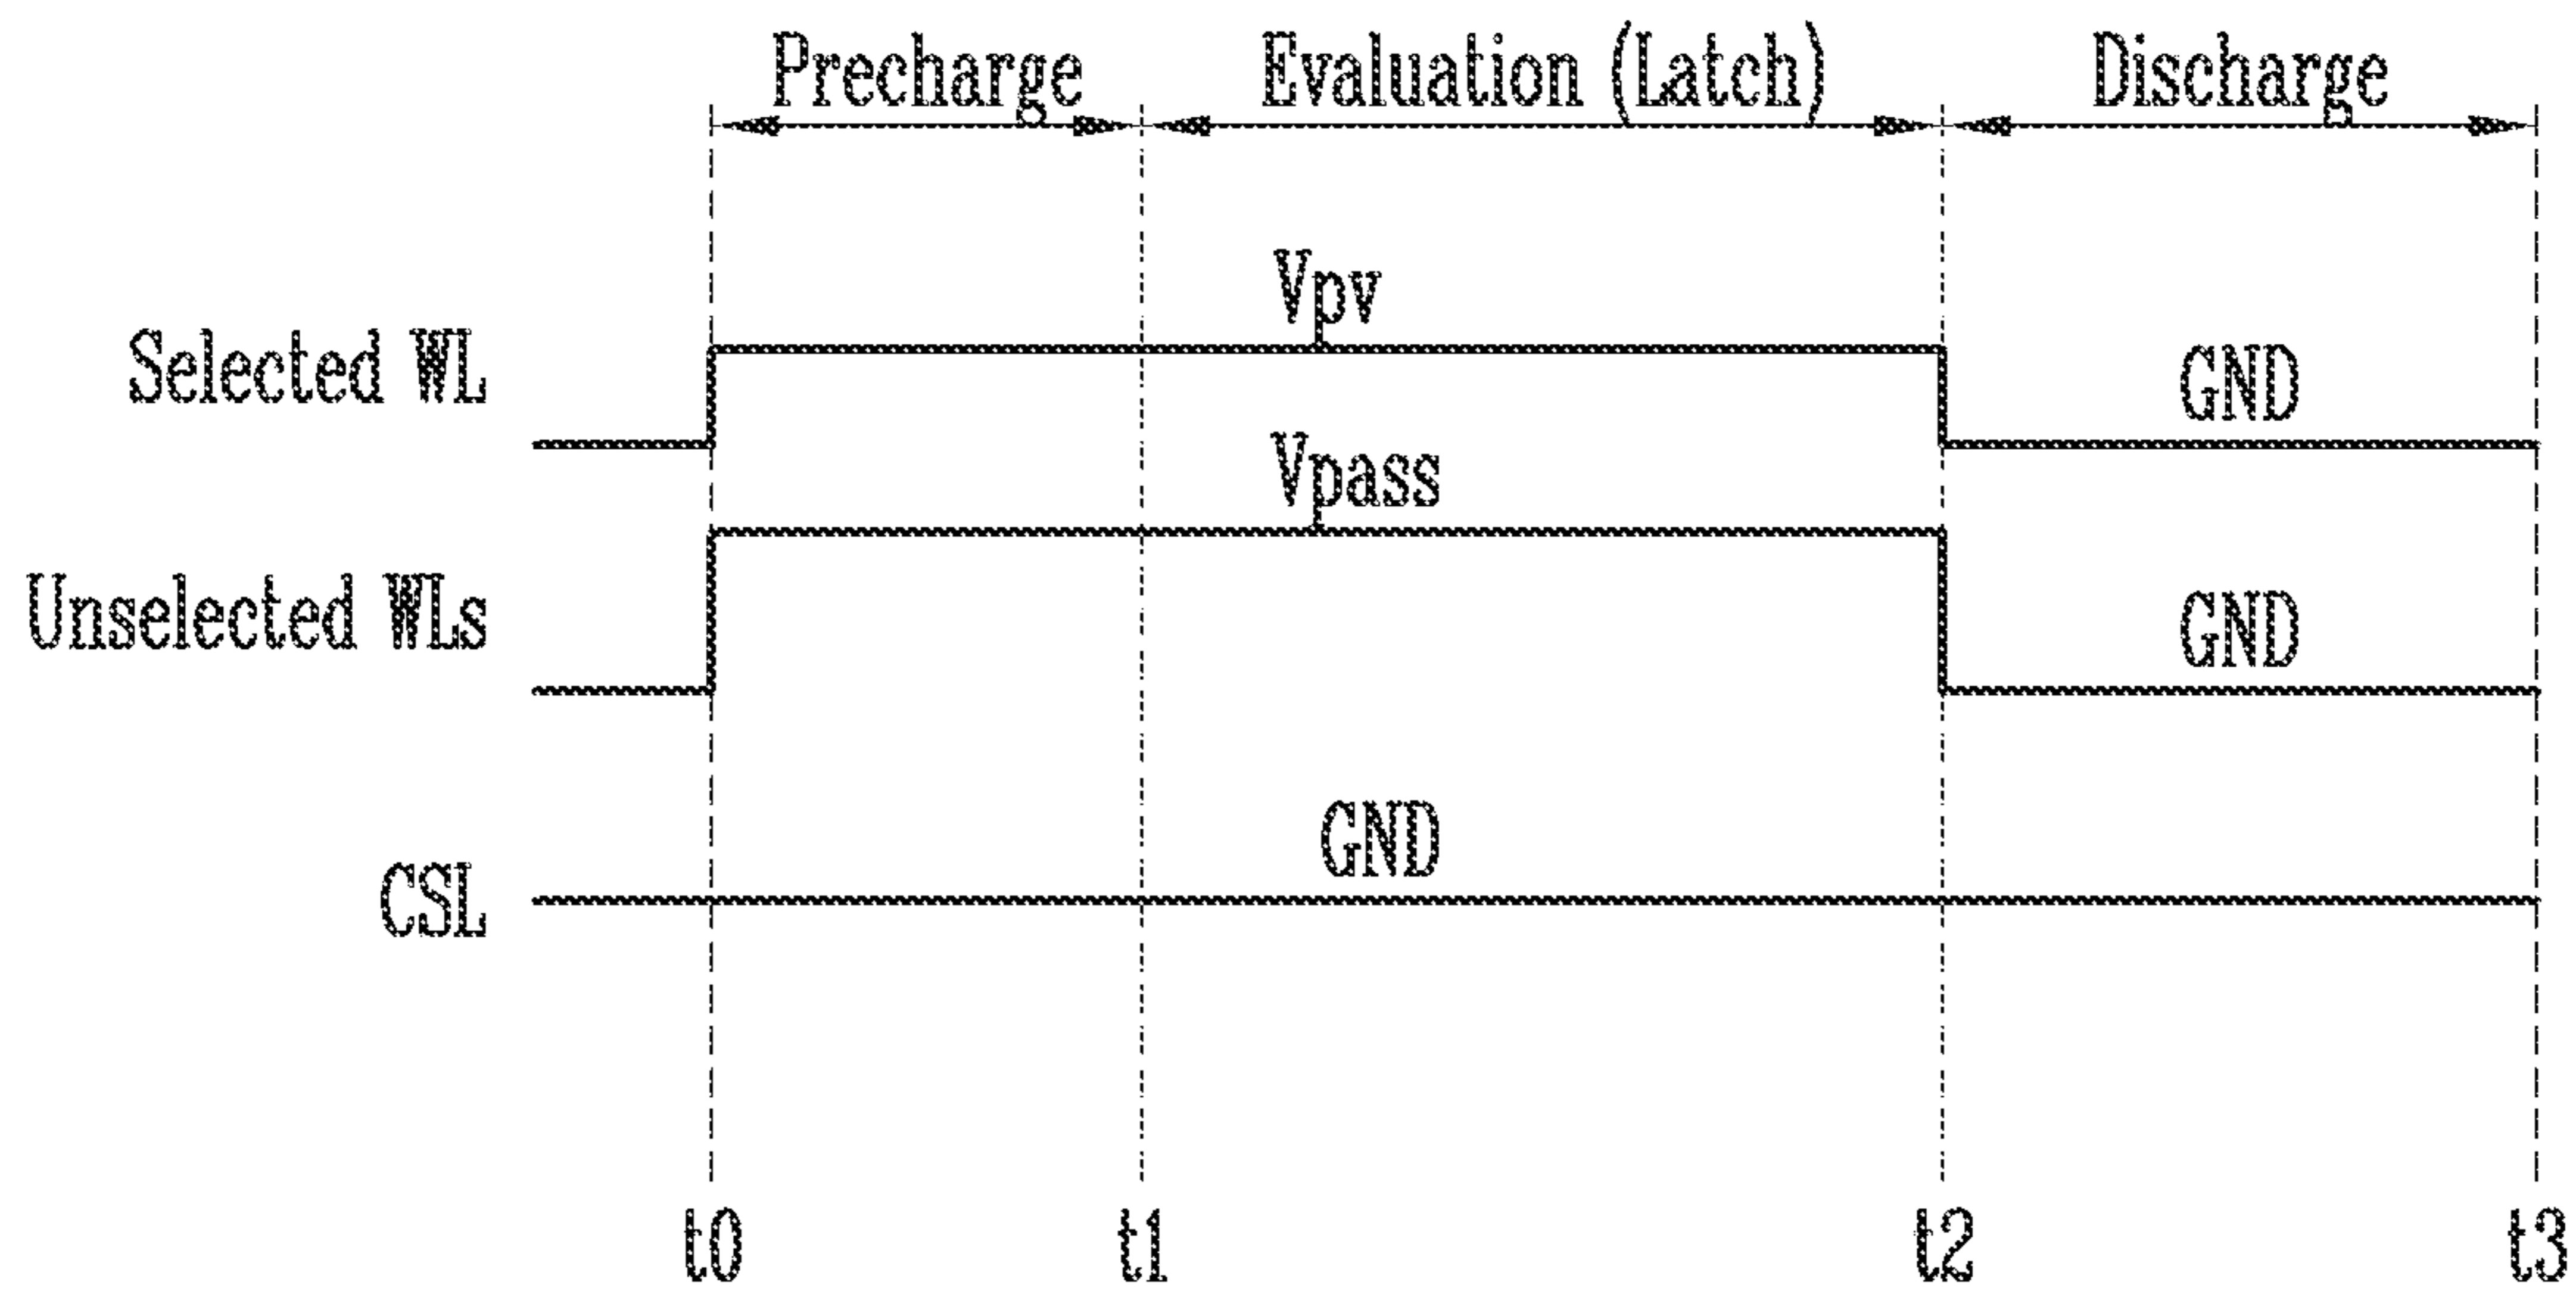 Precharge Evaluation (Latch) Discharge
Vpv
Selected WL GND
Vpass
Unselected WLs GND
GND
CSL
t0 t1 t2 t3